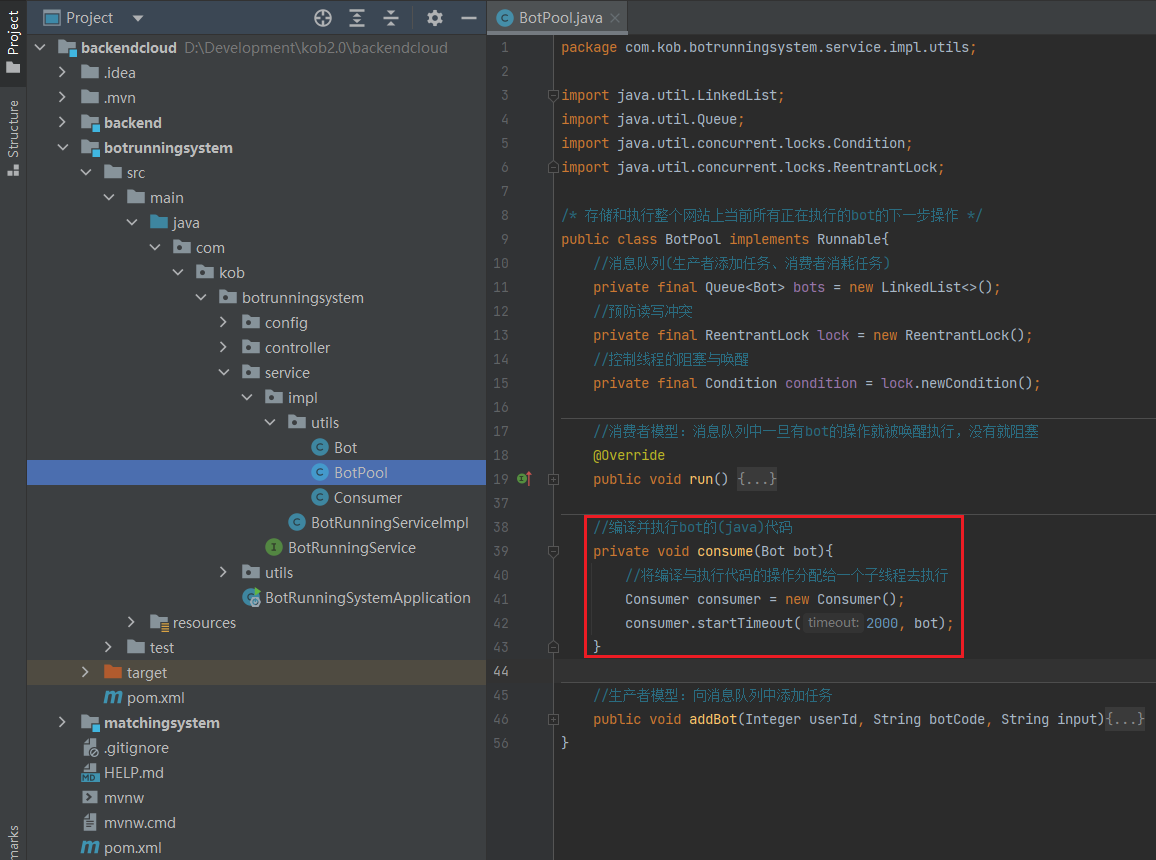 Project
Structure
marks
Project
backendcloud D:\Development\kob2.0\backendcloud
.idea
.mvn
backend
botrunningsystem
src
main
java
com
kob
botrunningsystem
config
controller
service
impl
utils
Bot
BotPool
Consumer
BotRunningServiceImpl
BotRunningService
utils
BotRunningSystemApplication
resources
test
target
pom.xml
matchingsystem
.gitignore
HELP.md
mvnw
mvnw.cmd
pom.xml
BotPool.java
1 package com.kob.botrunningsystem.service.impl.utils;
2
3 import java.util.LinkedList;
4 import java.util.Queue;
5 import java.util.concurrent.locks.Condition;
6 import java.util.concurrent.locks.ReentrantLock;
7
8 /* 存储和执行整个网站上当前所有正在执行的bot的下一步操作 */
9 public class BotPool implements Runnable{
10 //消息队列(生产者添加任务、消费者消耗任务)
11 private final Queue<Bot> bots = new LinkedList<>();
12 //预防读写冲突
13 private final ReentrantLock lock = new ReentrantLock();
14 //控制线程的阻塞与唤醒
15 private final Condition condition = lock.newCondition();
16
17 //消费者模型：消息队列中一旦有bot的操作就被唤醒执行，没有就阻塞
18 @Override
19 public void run() {...}
37
38 //编译并执行bot的(java)代码
39 private void consume(Bot bot){
40 //将编译与执行代码的操作分配给一个子线程去执行
41 Consumer consumer = new Consumer();
42 consumer.startTimeout( timeout: 2000, bot);
43 }
44
45 //生产者模型：向消息队列中添加任务
46 public void addBot(Integer userId, String botCode, String input){...}
56 }